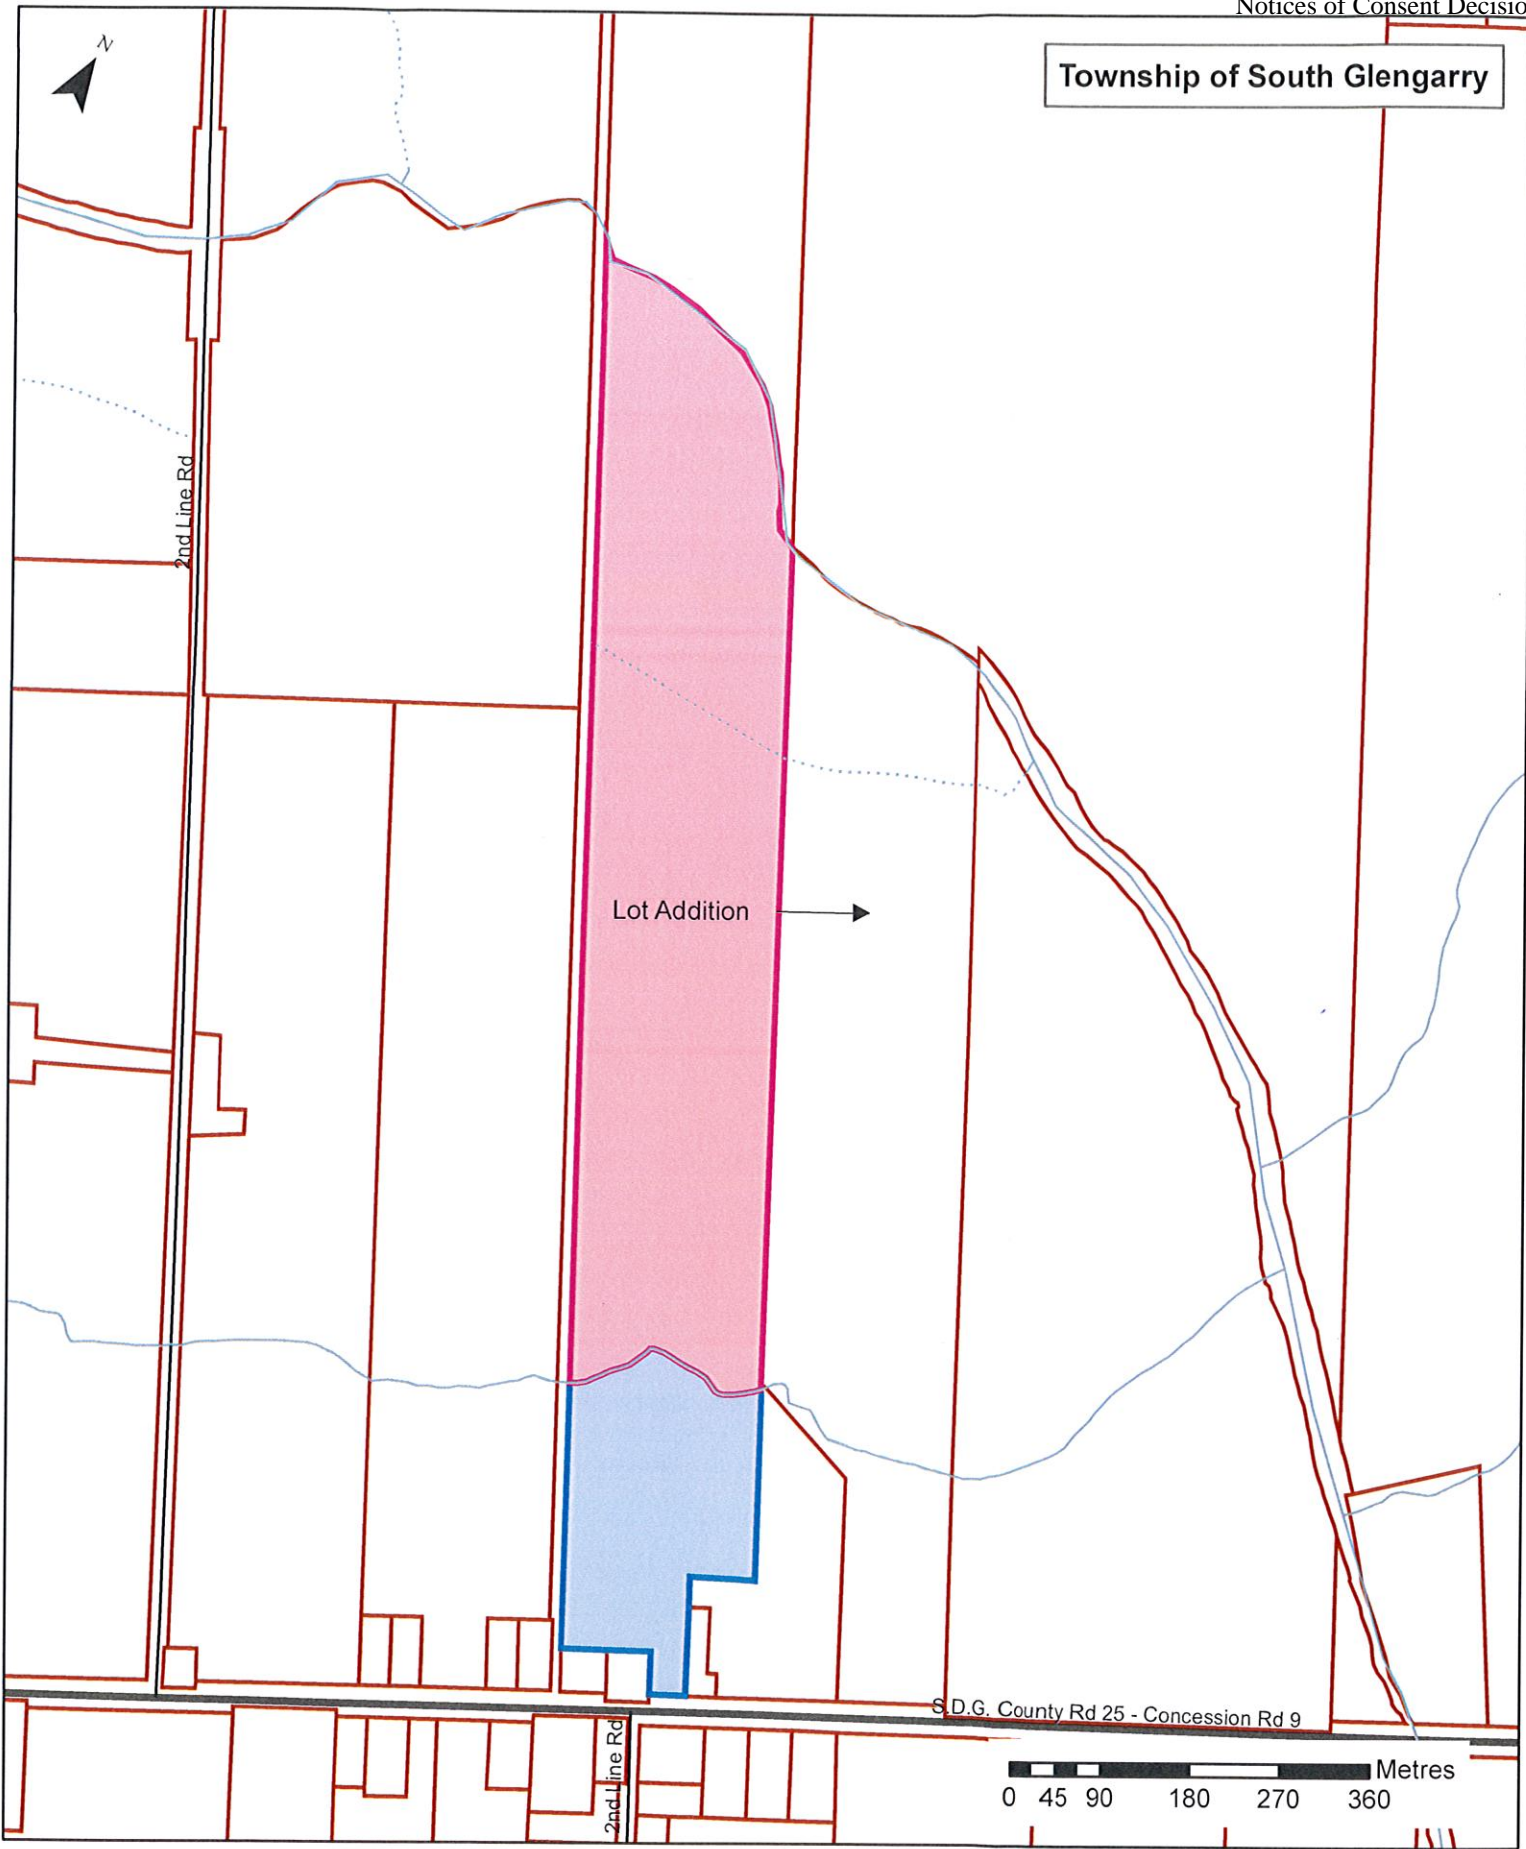 Notices of Consent Decisio
N
Township of South Glengarry
2nd Line Rd
Lot Addition
S.D.G. County Rd 25 - Concession Rd 9
2nd Line Rd
Metres
0 45 90 180 270 360